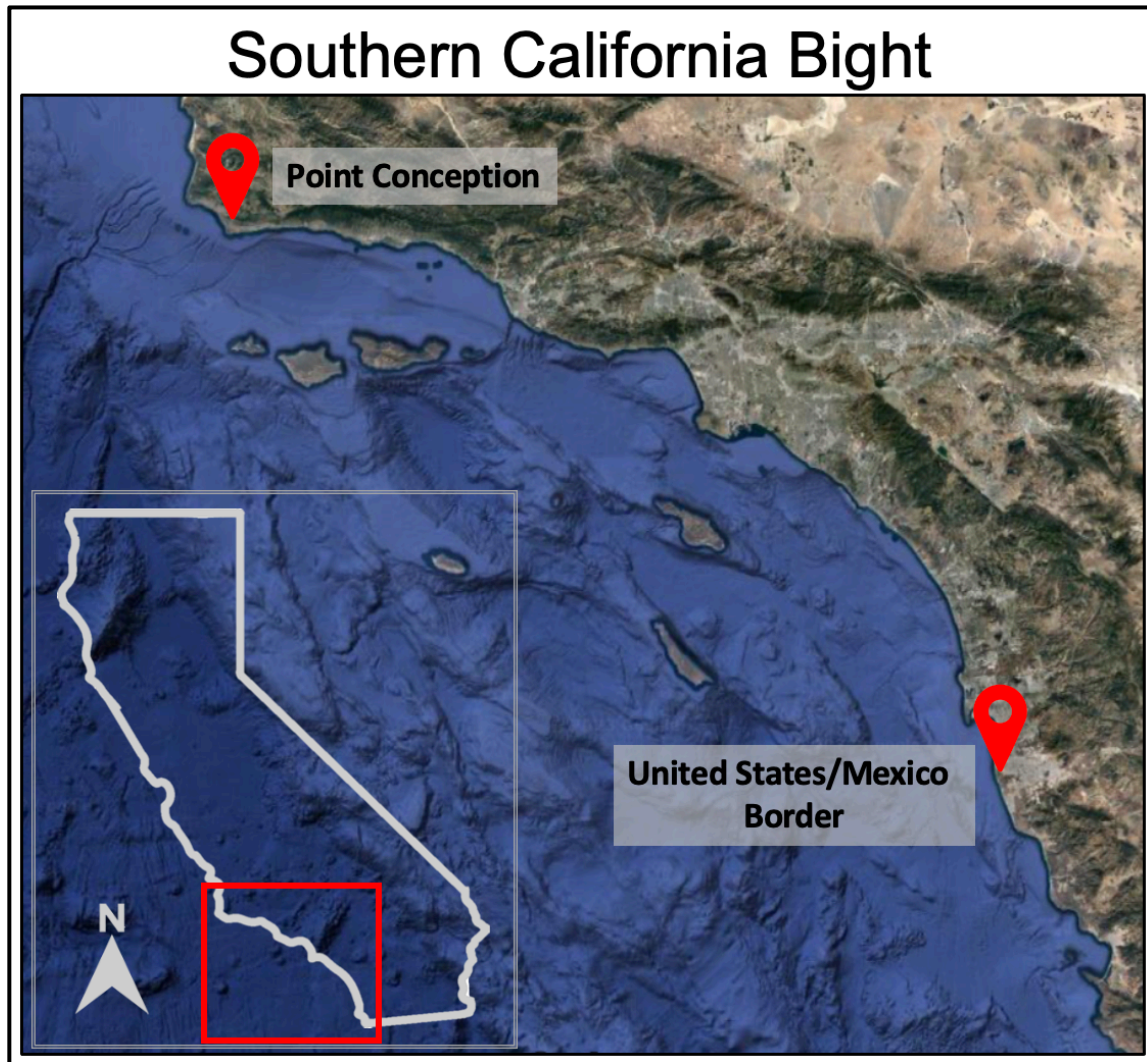 Southern California Bight
Point Conception
United States/Mexico
Border
N